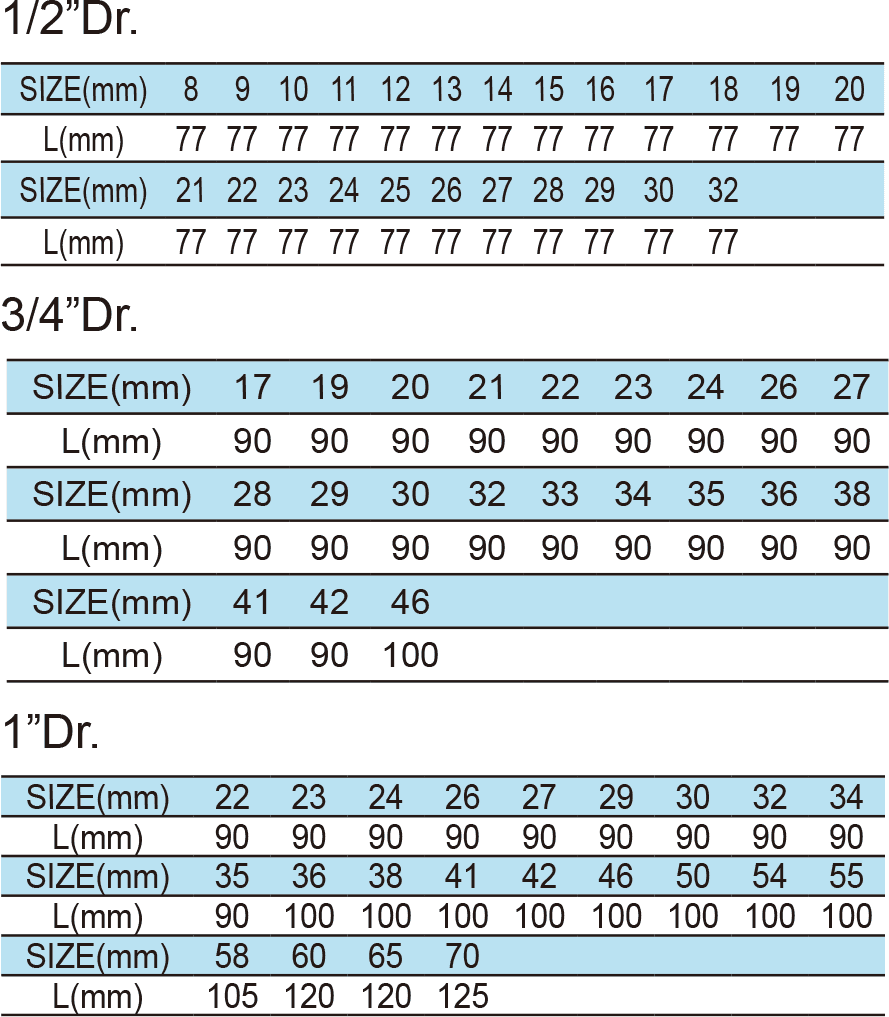 1/2”Dr.
SIZE(mm) 8 9 10 11 12 13 14 15 16 17 18 19 20
L(mm) 77 77 77 77 77 77 77 77 77 77 77 77 77
SIZE(mm) 21 22 23 24 25 26 27 28 29 30 32
L(mm) 77 77 77 77 77 77 77 77 77 77 77
3/4”Dr.
SIZE(mm) 17 19 20 21 22 23 24 26 27
L(mm) 90 90 90 90 90 90 90 90 90
SIZE(mm) 28 29 30 32 33 34 35 36 38
L(mm) 90 90 90 90 90 90 90 90 90
SIZE(mm) 41 42 46
L(mm) 90 90 100
1”Dr.
SIZE(mm) 22 23 24 26 27 29 30 32 34
L(mm) 90 90 90 90 90 90 90 90 90
SIZE(mm) 35 36 38 41 42 46 50 54 55
L(mm) 90 100 100 100 100 100 100 100 100
SIZE(mm) 58 60 65 70
L(mm) 105 120 120 125